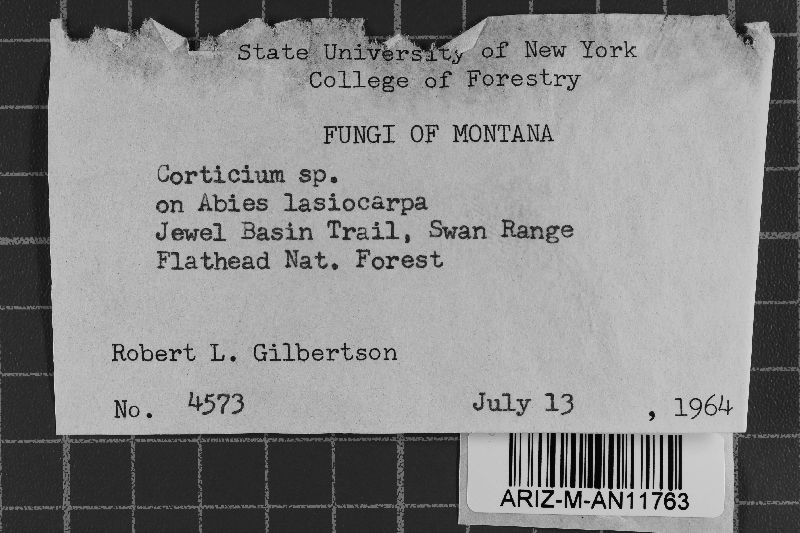 State University of New York
College of Forestry
FUNGI OF MONTANA
Corticium sp.
on Abies lasiocarpa
Jewel Basin Trail, Swan Range
Flathead Nat. Forest
Robert L. Gilbertson
No. 4573 July 13 , 1964
ARIZ-M-AN11763